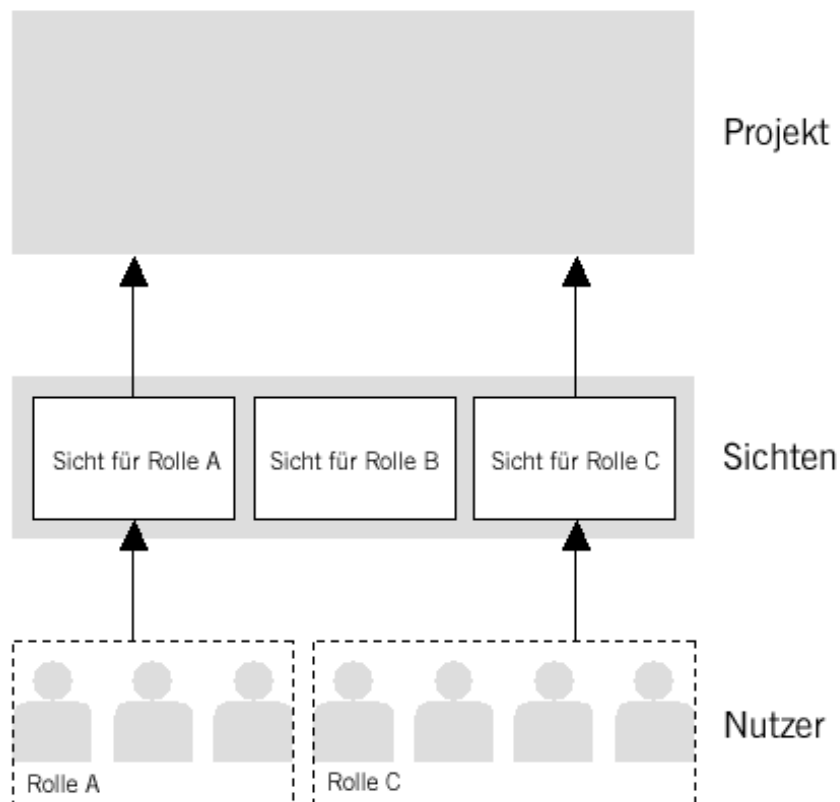 Projekt
Sicht für Rolle A
Sicht für Rolle B
Sicht für Rolle C
Sichten
Nutzer
Rolle A
Rolle C